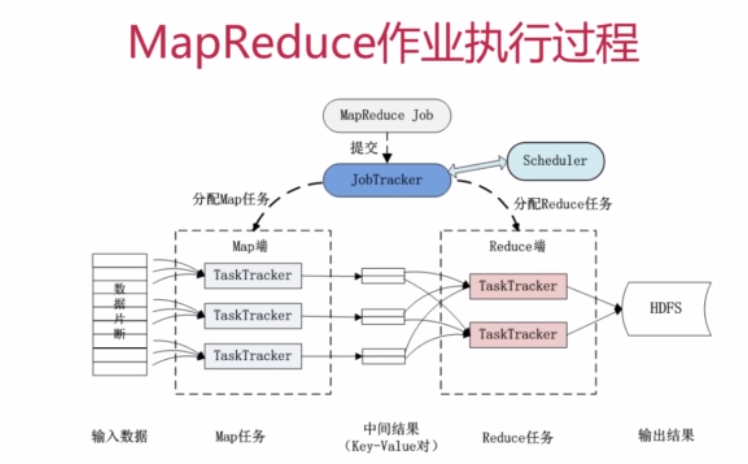 MapReduce作业执行过程
MapReduce Job
提交
JobTracker
Scheduler
分配Map任务
分配Reduce任务
Map端
Reduce端
数据片断
TaskTracker
TaskTracker
TaskTracker
TaskTracker
TaskTracker
HDFS
输入数据
Map任务
中间结果
(Key-Value对)
Reduce任务
输出结果